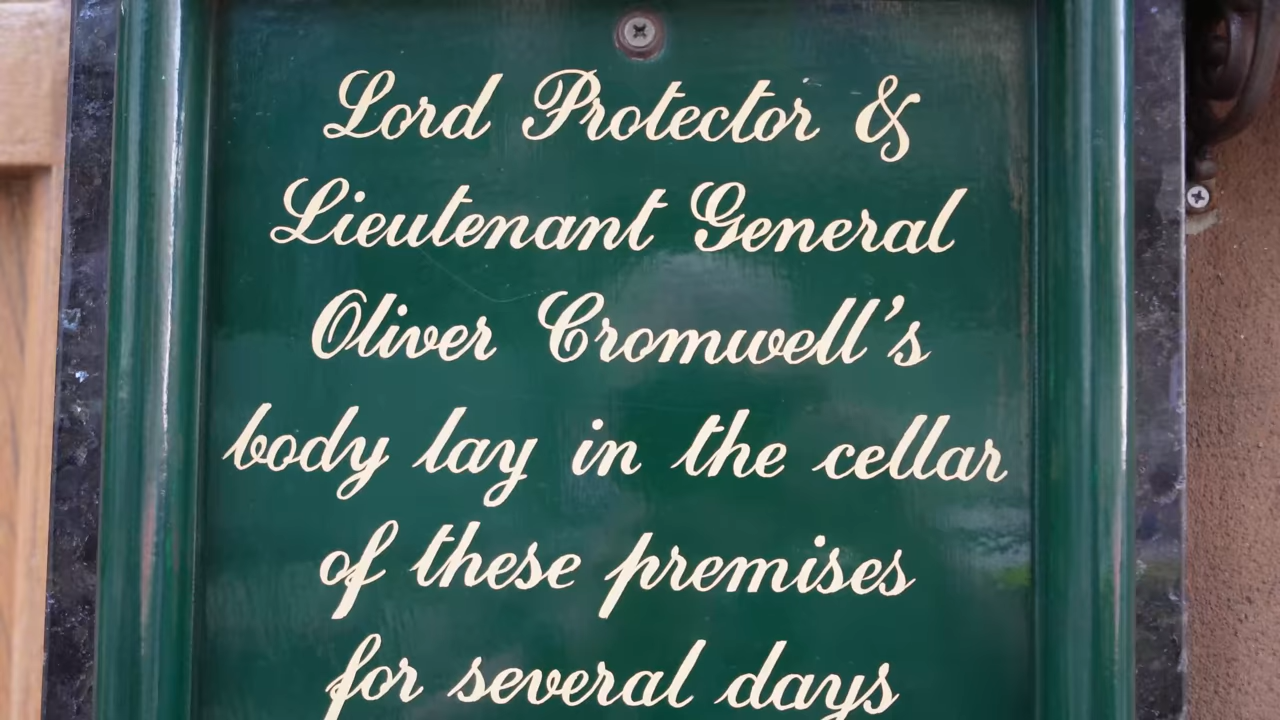 Lord Protector &
Lieutenant General
Oliver Cromwell's
body lay in the cellar
of these premises
for several days